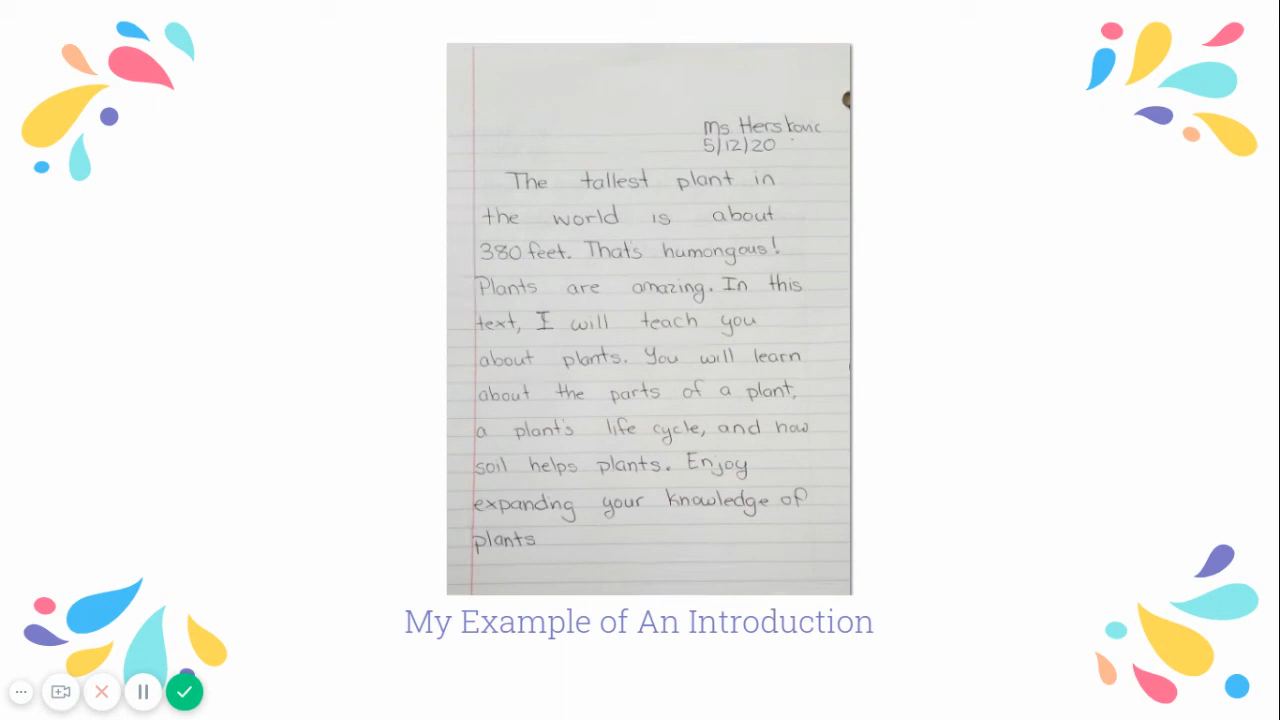 Ms Herskovic
5/12/20
The tallest plant in
the world is about
380 feet. That's humongous!
Plants are amazing. In this
text, I will teach you
about plants. You will learn
about the parts of a plant,
a plant's life cycle, and how
soil helps plants. Enjoy
expanding your knowledge of
plants
My Example of An Introduction